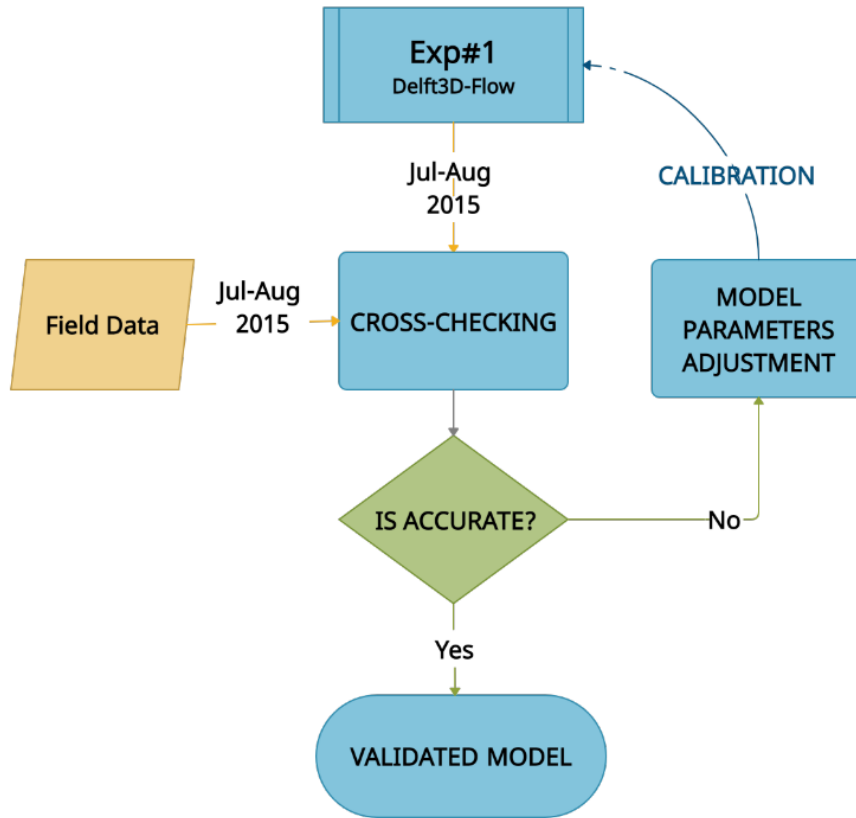 Exp#1
Delft3D-Flow
Jul-Aug
2015
CALIBRATION
Field Data
Jul-Aug
2015
CROSS-CHECKING
MODEL
PARAMETERS
ADJUSTMENT
IS ACCURATE?
No
Yes
VALIDATED MODEL